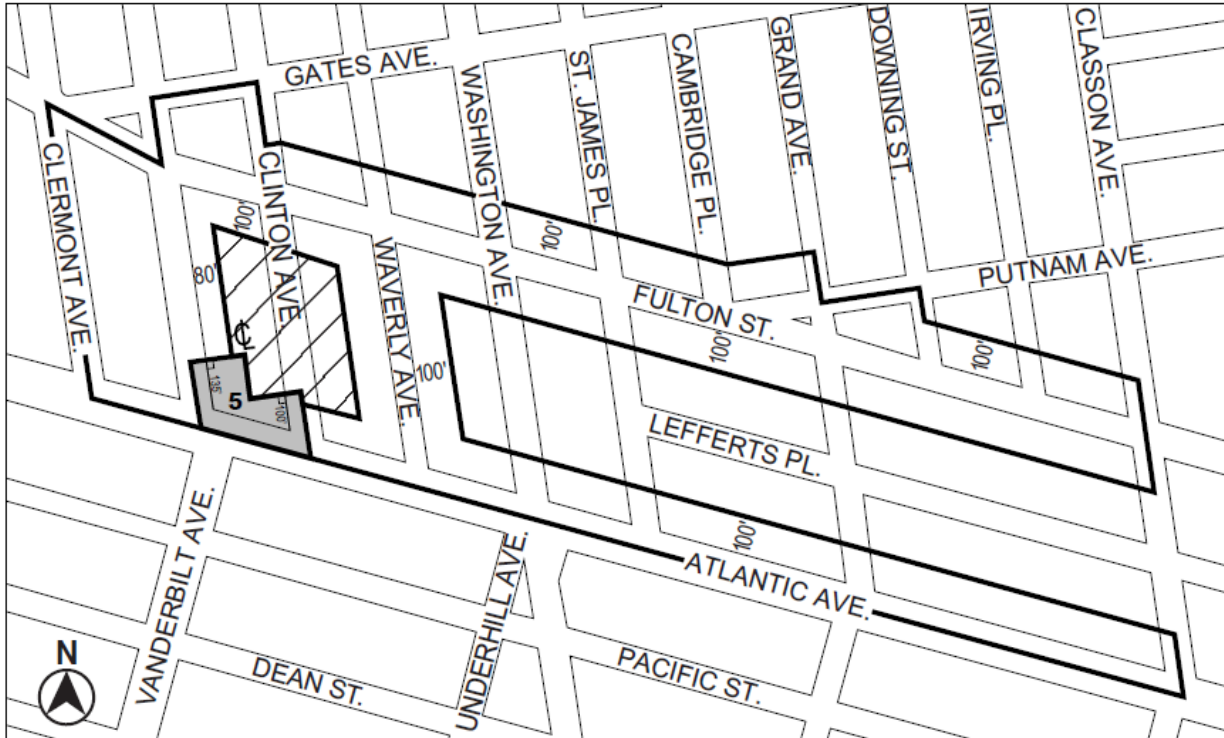 GATES AVE.
WASHINGTON AVE.
ST. JAMES PL.
CAMBRIDGE PL.
GRAND AVE.
DOWNING ST.
IRVING PL.
CLASSON AVE.
CLERMONT AVE.
CLINTON AVE.
100'
80'
WAVERLY AVE.
100'
PUTNAM AVE.
FULTON ST.
100'
100'
℄
100'
135'
5
100'
LEFFERTS PL.
100'
ATLANTIC AVE.
VANDERBILT AVE.
UNDERHILL AVE.
N
DEAN ST.
PACIFIC ST.